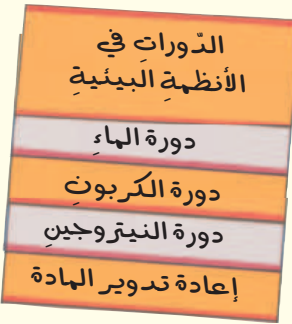 الدّوراتِ في
الأنظمةِ البيئيةِ
دورة الماءِ
دورة الكربونِ
دورة النيتروجينِ
إعادة تدوير المادة